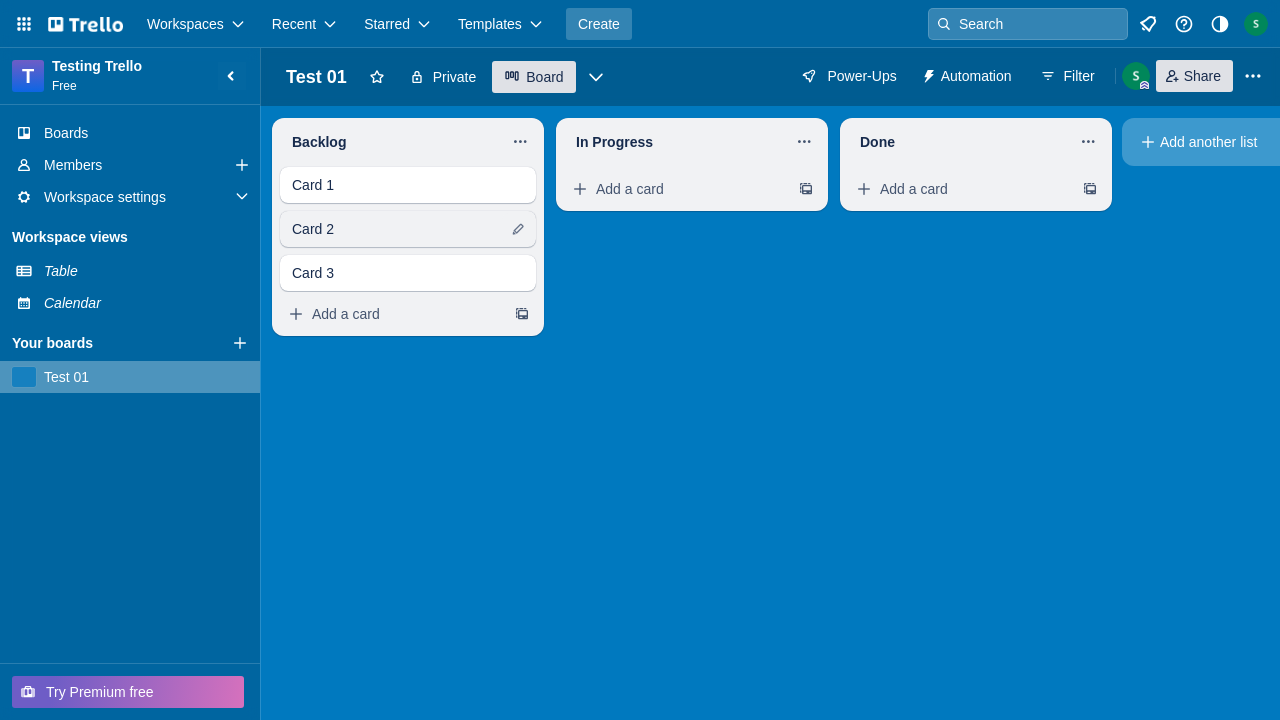 Trello
Workspaces
Recent
Starred
Templates
Create
Search
S
T
Testing Trello
Free
Test 01
Private
Board
Power-Ups
Automation
Filter
S
Share
Boards
Members
Workspace settings
Workspace views
Table
Calendar
Your boards
Test 01
Try Premium free
Backlog
Card 1
Card 2
Card 3
Add a card
In Progress
Add a card
Done
Add a card
Add another list